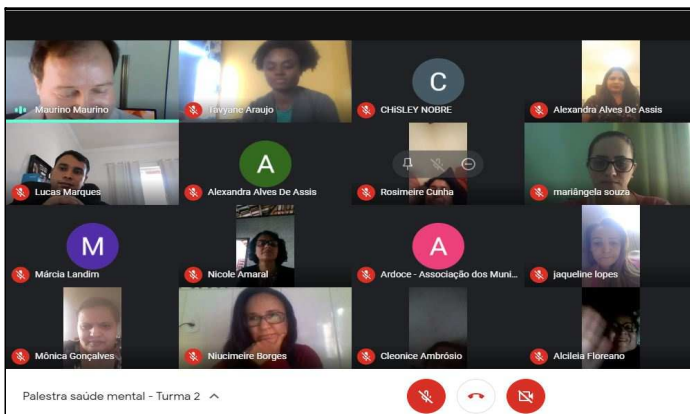 Maurino Maurino
Tayyane Araujo
C
CHiSLEY NOBRE
Alexandra Alves De Assis
Lucas Marques
A
Alexandra Alves De Assis
Rosimeire Cunha
mariângela souza
M
Márcia Landim
Nicole Amaral
A
Ardoce - Associação dos Muni...
jaqueline lopes
Mônica Gonçalves
Niucimeire Borges
Cleonice Ambrósio
Alcileia Floreano
Palestra saúde mental - Turma 2